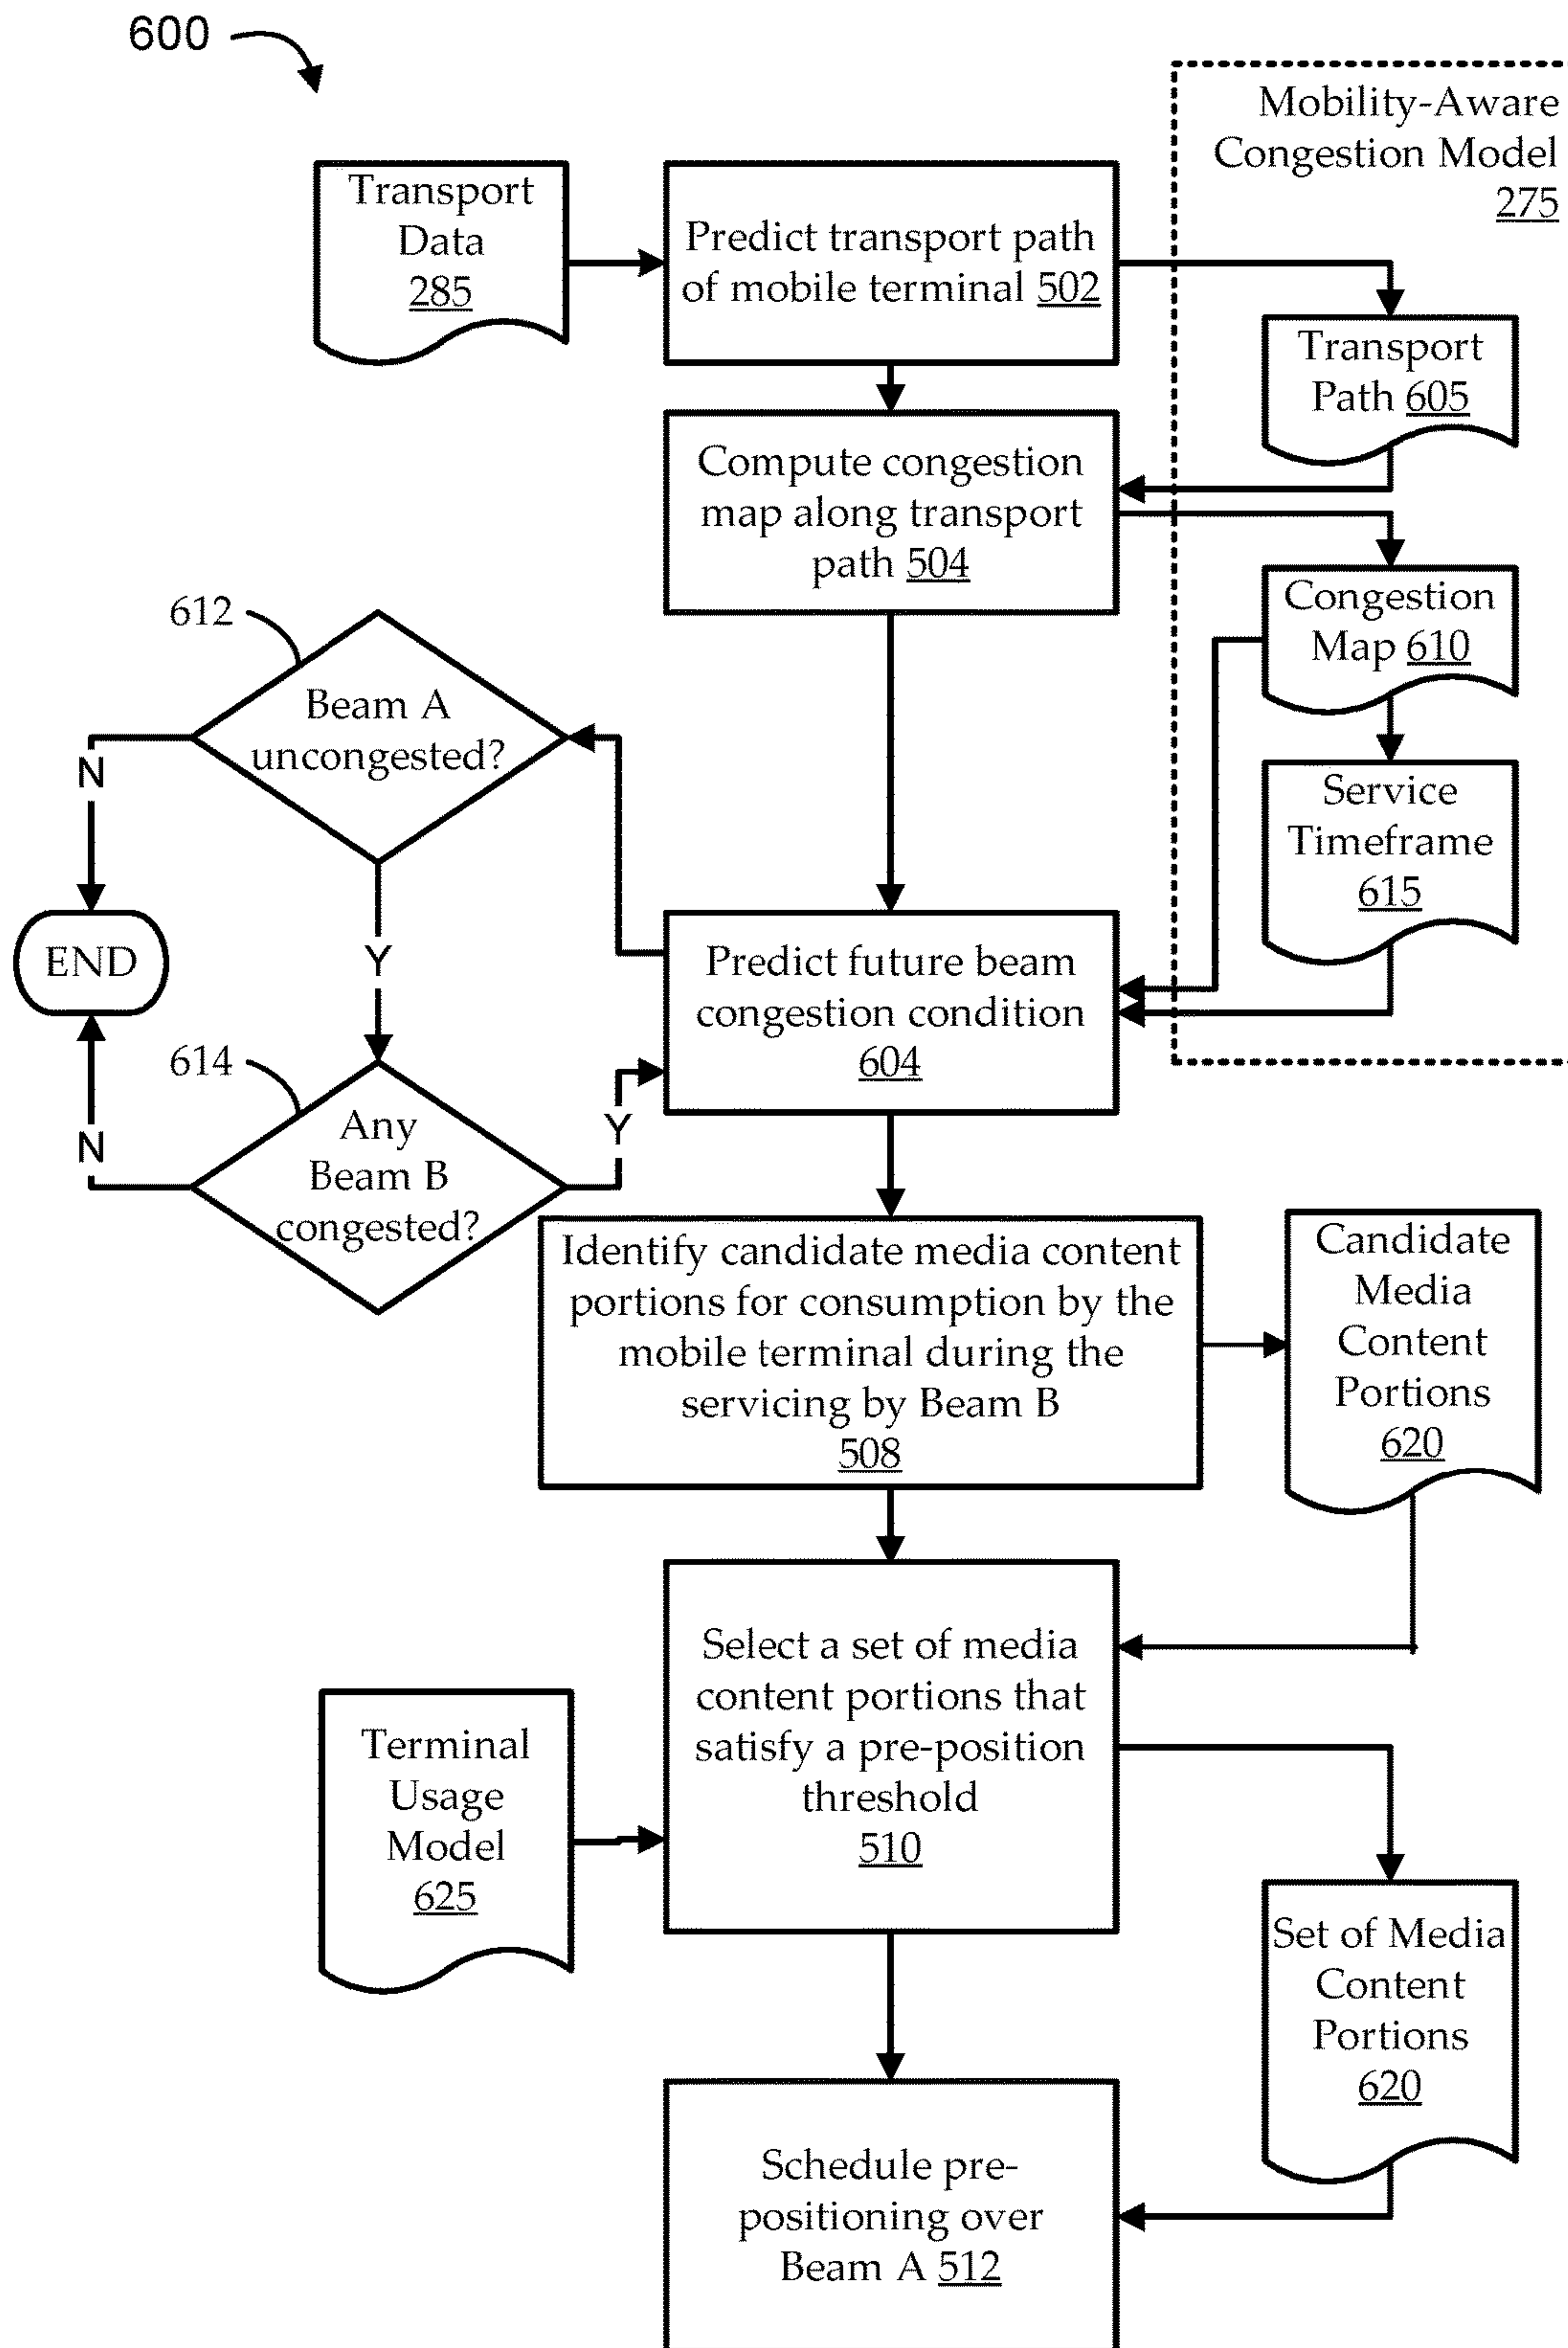 600
Mobility-Aware
Congestion Model
275
Transport
Data
285
Predict transport path
of mobile terminal 502
Transport
Path 605
Compute congestion
map along transport
path 504
Congestion
Map 610
612
Beam A
uncongested?
N
Y
END
Service
Timeframe
615
Predict future beam
congestion condition
604
614
Any
Beam B
congested?
N
Y
Identify candidate media content
portions for consumption by the
mobile terminal during the
servicing by Beam B
508
Candidate
Media
Content
Portions
620
Select a set of media
content portions that
satisfy a pre-position
threshold
510
Terminal
Usage
Model
625
Set of Media
Content
Portions
620
Schedule pre-
positioning over
Beam A 512